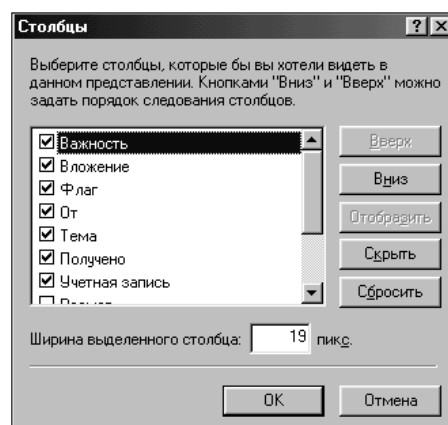 Столбцы
Выберите столбцы, которые бы вы хотели видеть в
данном представлении. Кнопками "Вниз" и "Вверх" можно
задать порядок следования столбцов.
Важность
Вложение
Флаг
От
Тема
Получено
Учетная запись
Вверх
Вниз
Отобразить
Скрыть
Сбросить
Ширина выделенного столбца: 19 пикс.
OK
Отмена